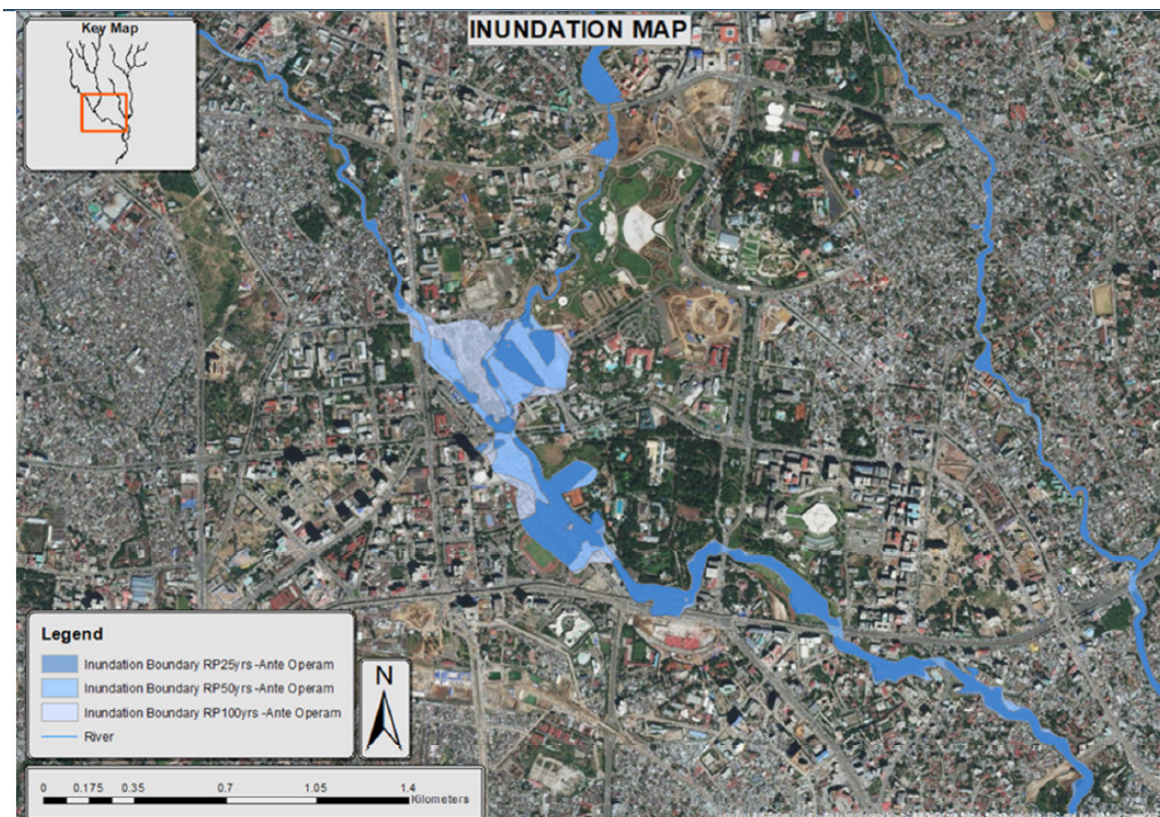 INUNDATION MAP
Key Map
Legend
Inundation Boundary RP25yrs -Ante Operam
Inundation Boundary RP50yrs -Ante Operam
Inundation Boundary RP100yrs -Ante Operam
River
N
0 0.175 0.35 0.7 1.05 1.4
Kilometers